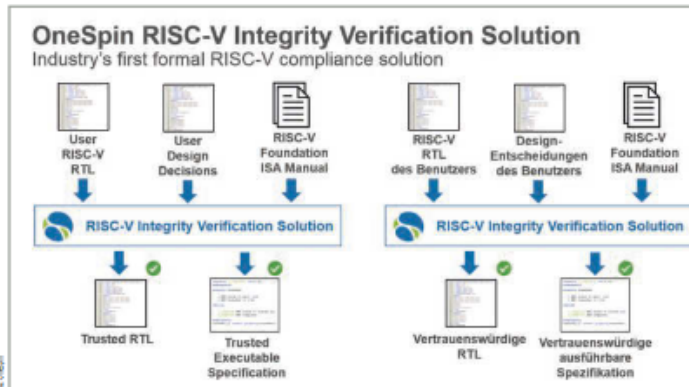 OneSpin RISC-V Integrity Verification Solution
Industry's first formal RISC-V compliance solution
User
RISC-V
RTL
User
Design
Decisions
RISC-V
Foundation
ISA Manual
RISC-V Integrity Verification Solution
Trusted RTL
Trusted
Executable
Specification
RISC-V
RTL
des Benutzers
Design-
Entscheidungen
des Benutzers
RISC-V
Foundation
ISA Manual
RISC-V Integrity Verification Solution
Vertrauenswürdige
RTL
Vertrauenswürdige
ausführbare
Spezifikation